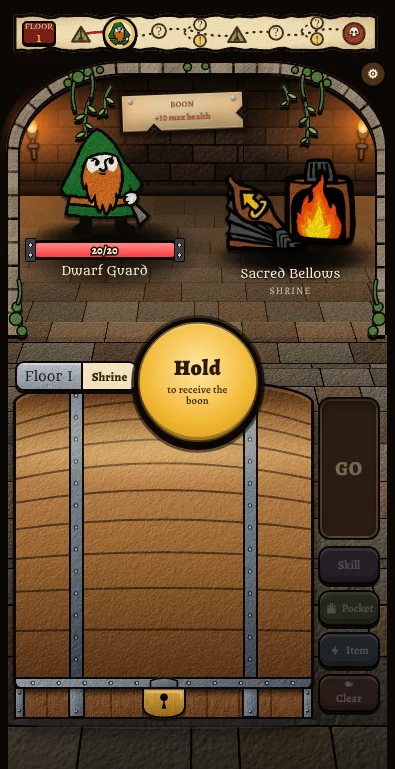 FLOOR
1
?
?
?
BOON
+10 max health
20/20
Dwarf Guard
Sacred Bellows
SHRINE
Hold
to receive the
boon
Floor 1
Shrine
GO
Skill
Pocket
Item
Clear